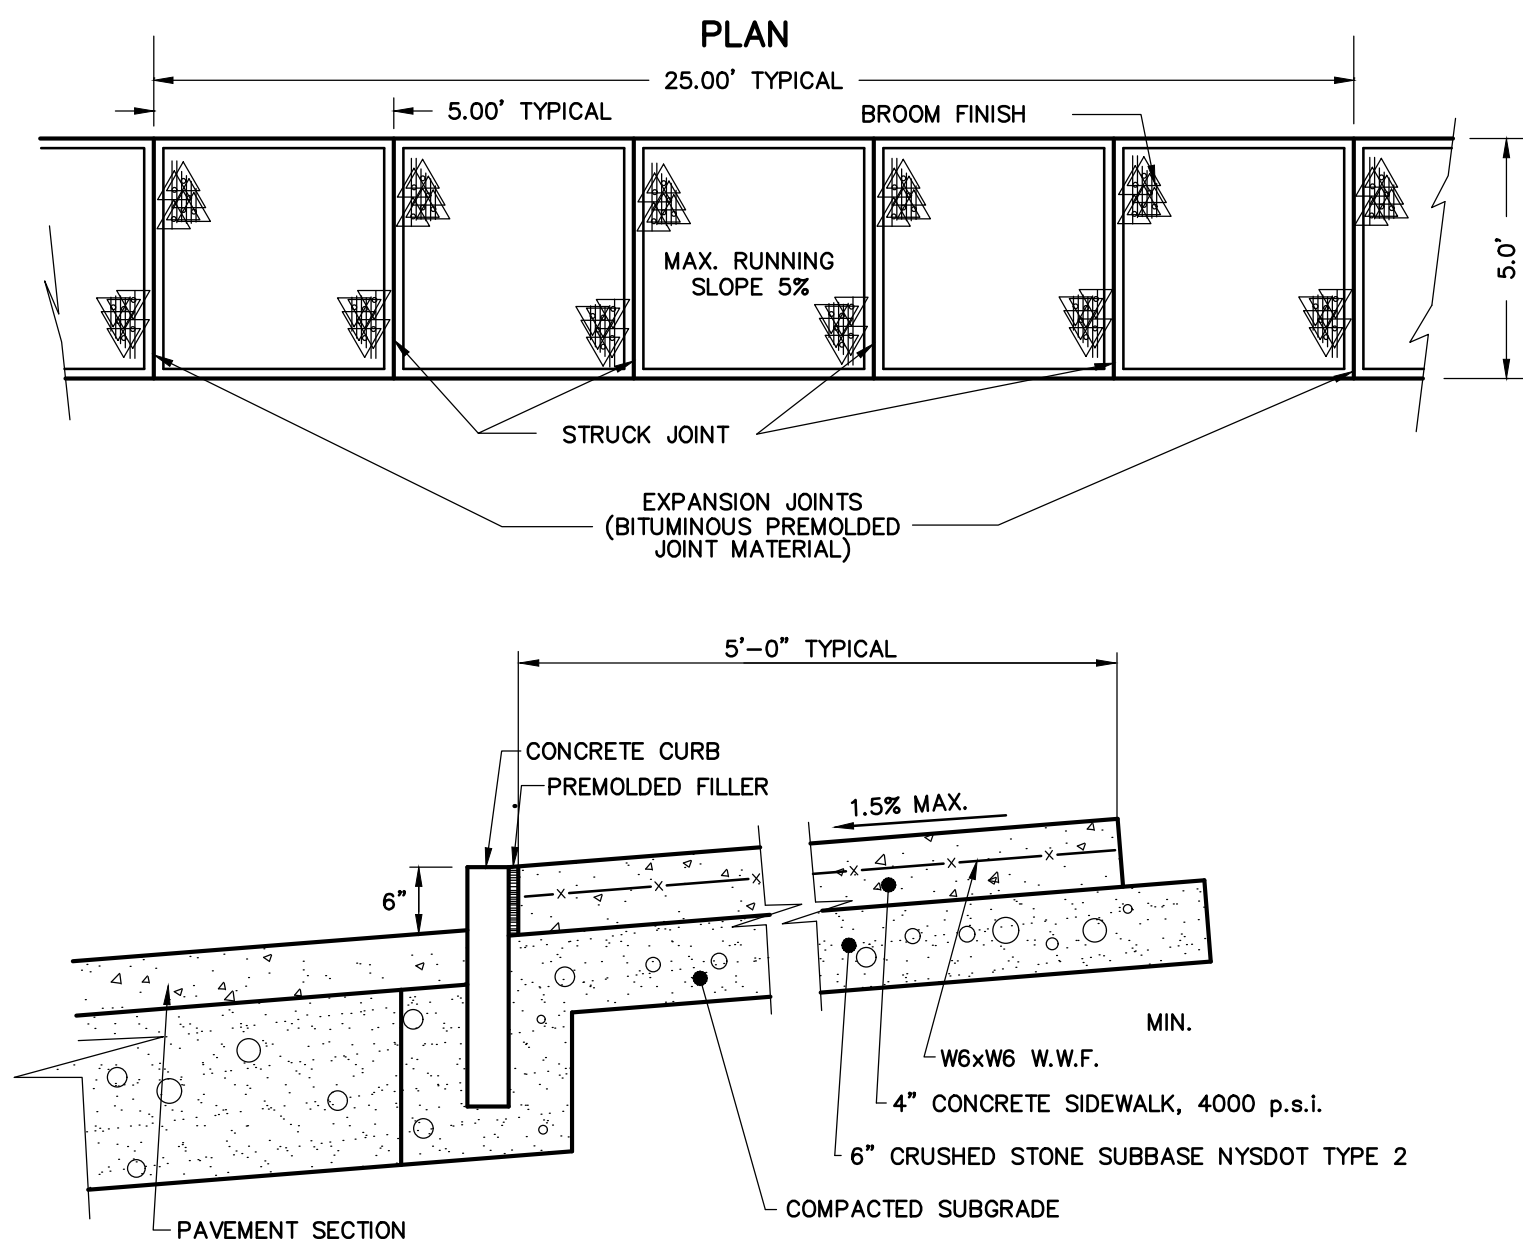 PLAN
25.00' TYPICAL
5.00' TYPICAL
BROOM FINISH
MAX. RUNNING
SLOPE 5%
5.0'
STRUCK JOINT
EXPANSION JOINTS
(BITUMINOUS PREMOLDED
JOINT MATERIAL)
5'-0" TYPICAL
CONCRETE CURB
PREMOLDED FILLER
1.5% MAX.
6"
MIN.
W6xW6 W.W.F.
4" CONCRETE SIDEWALK, 4000 p.s.i.
6" CRUSHED STONE SUBBASE NYSDOT TYPE 2
COMPACTED SUBGRADE
PAVEMENT SECTION